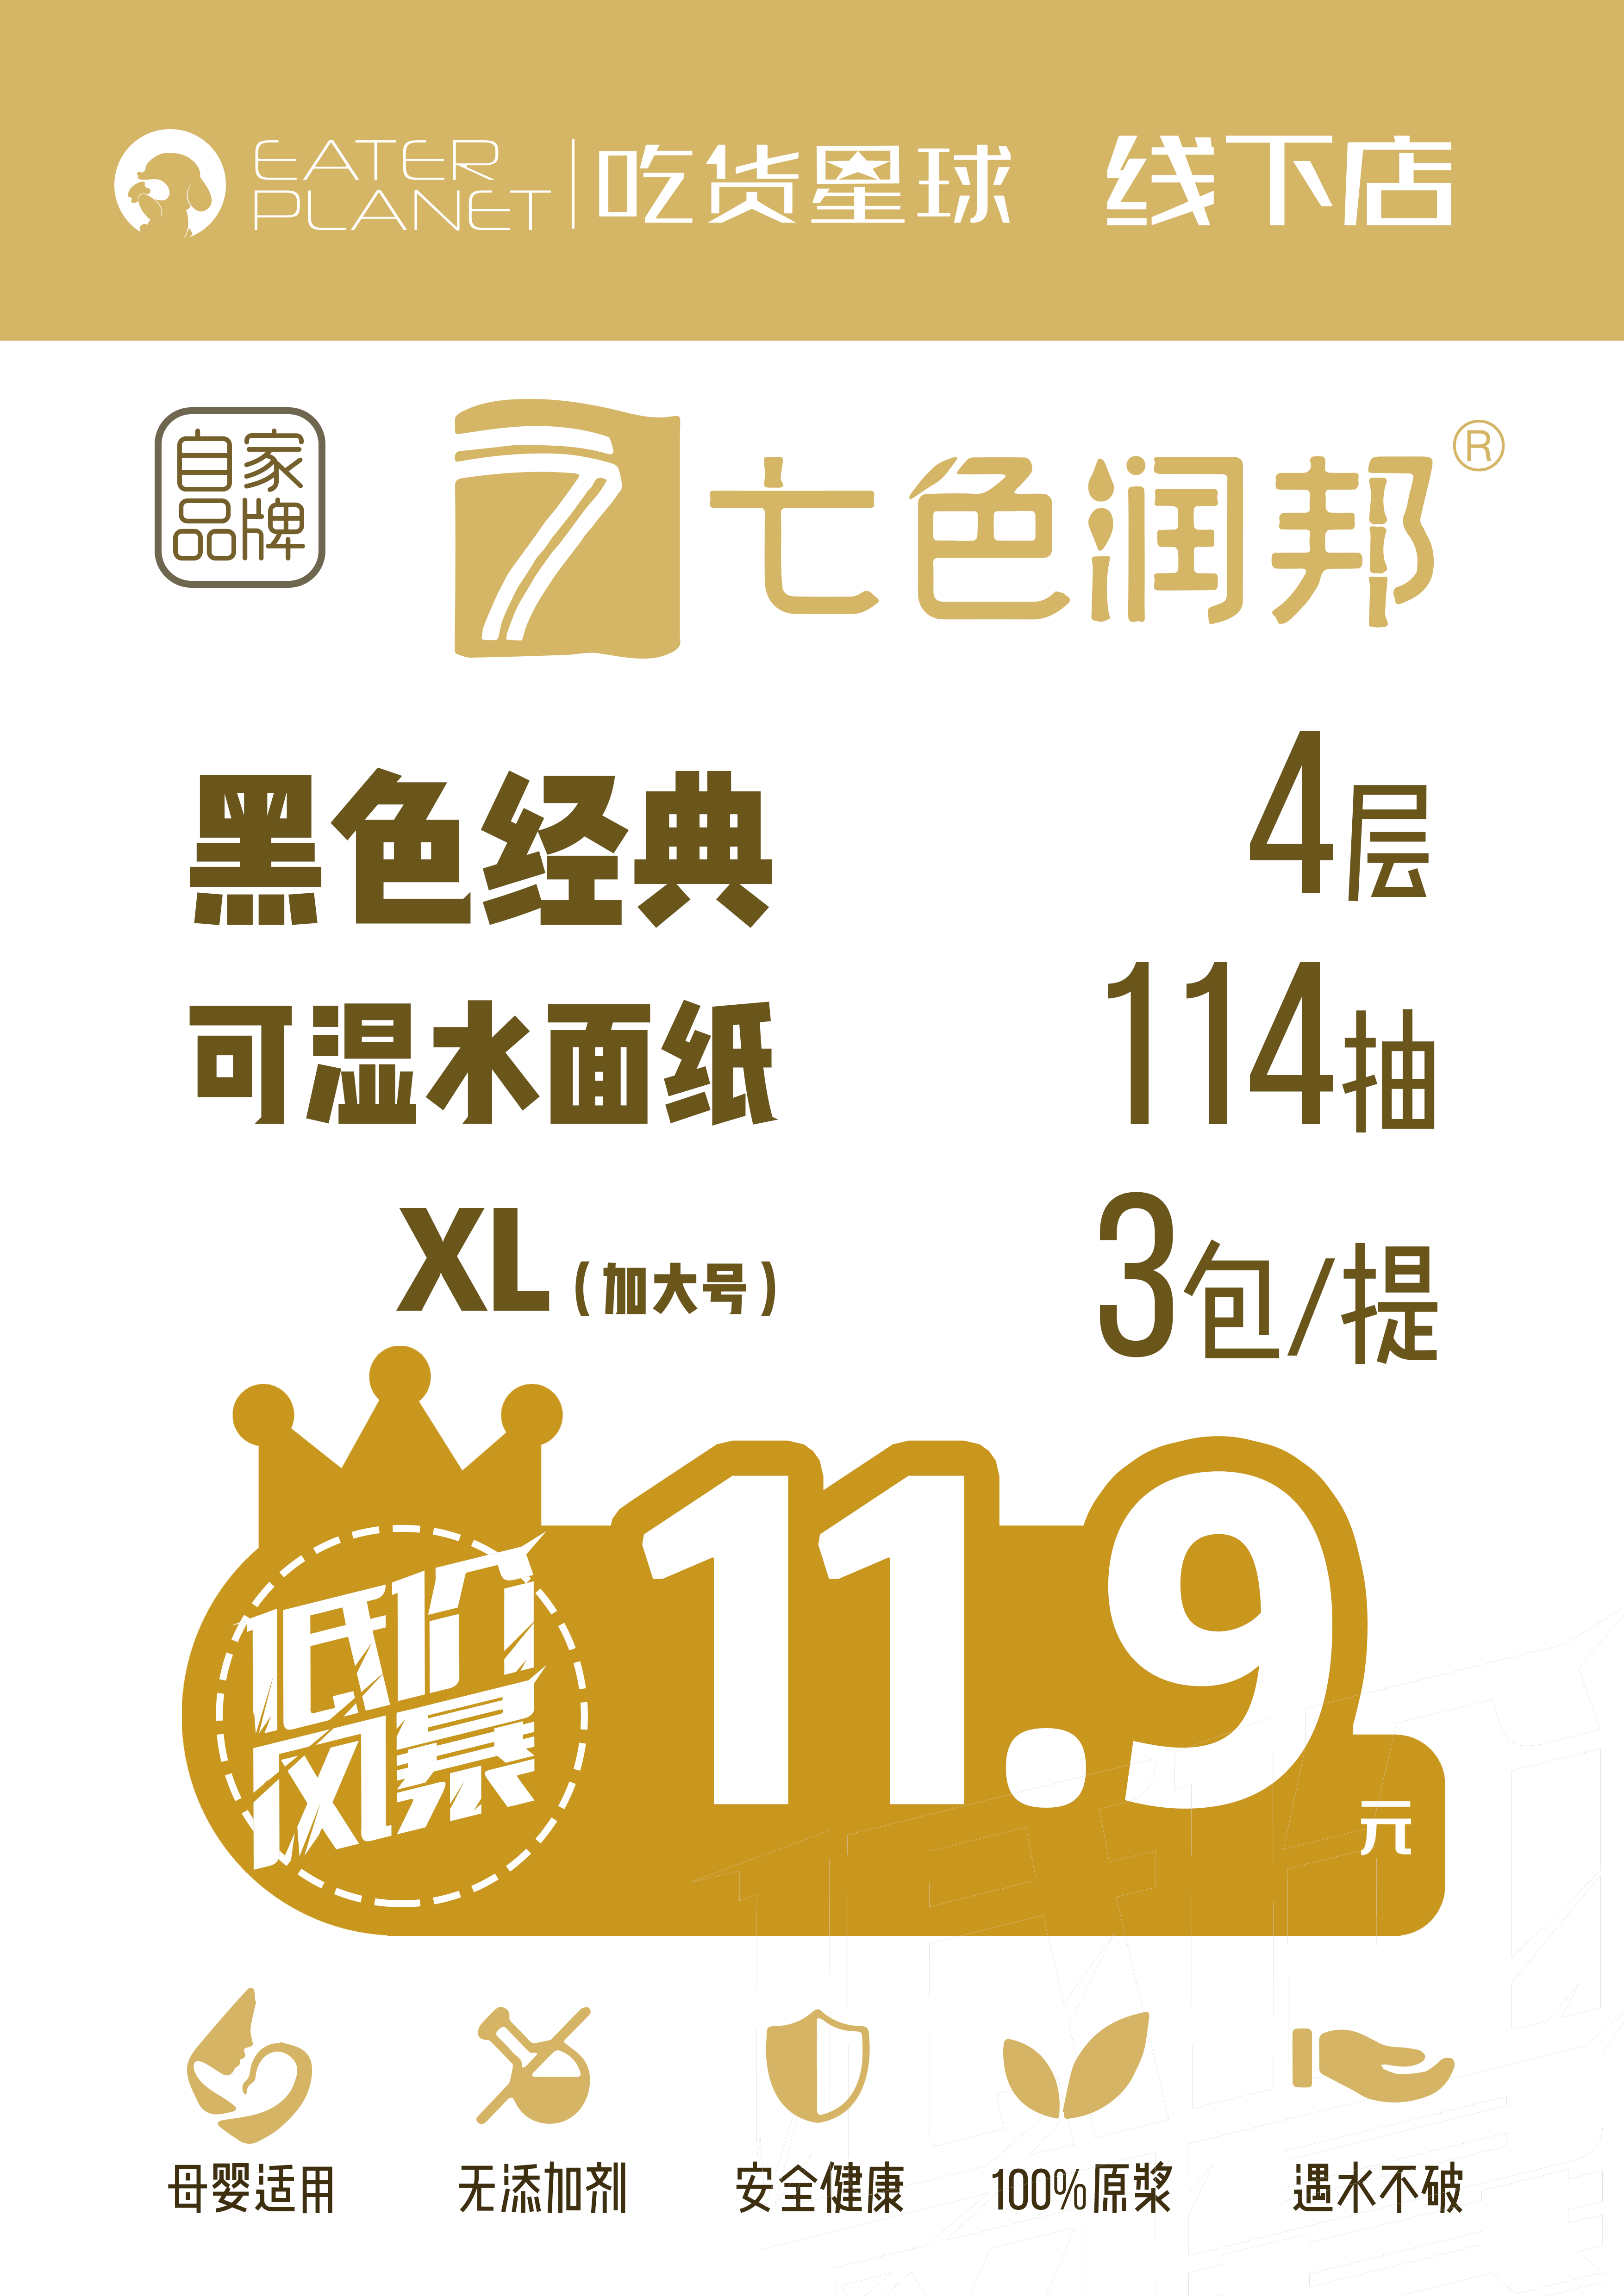 EATER
PLANET
吃货星球 线下店
自家
品牌
七色润邦®
黑色经典
4层
可湿水面纸
114抽
XL（加大号）
3包/提
低价
风暴
11.9元
母婴适用 无添加剂 安全健康 100%原浆 遇水不破